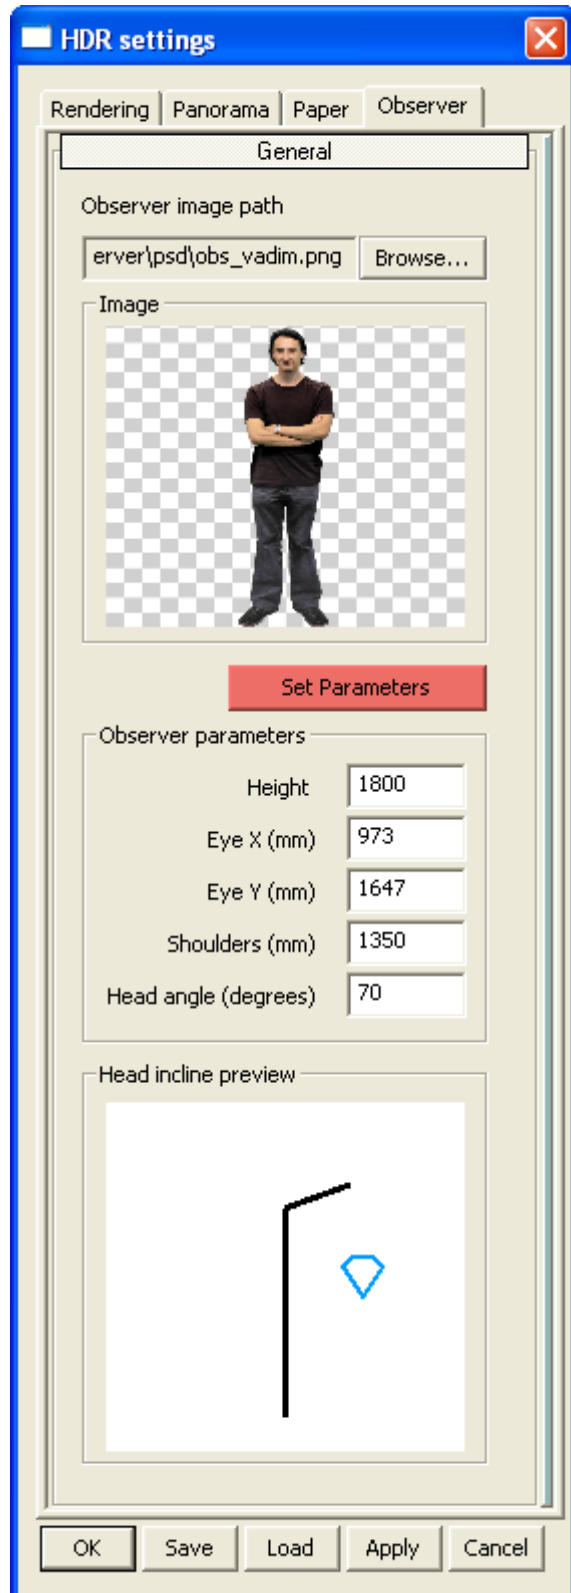 HDR settings
Rendering Panorama Paper Observer
General
Observer image path
erver\psd\obs_vadim.png Browse...
Image
Set Parameters
Observer parameters
Height 1800
Eye X (mm) 973
Eye Y (mm) 1647
Shoulders (mm) 1350
Head angle (degrees) 70
Head incline preview
OK Save Load Apply Cancel